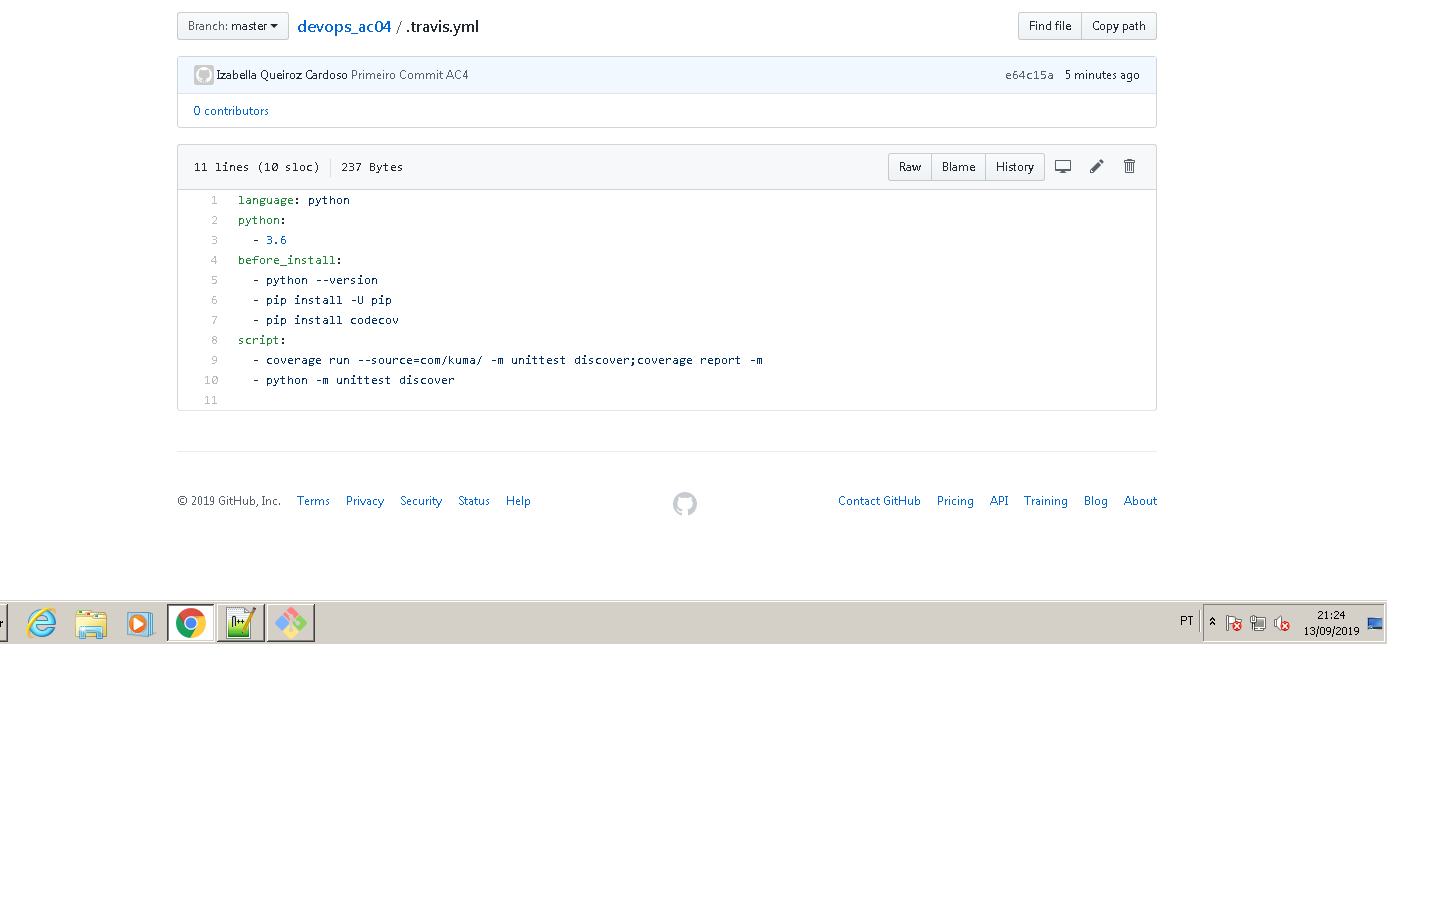 Branch: master devops_ac04 / .travis.yml Find file Copy path
Izabella Queiroz Cardoso Primeiro Commit AC4 e64c15a 5 minutes ago
0 contributors
11 lines (10 sloc) 237 Bytes Raw Blame History
1 language: python
2 python:
3   - 3.6
4 before_install:
5   - python --version
6   - pip install -U pip
7   - pip install codecov
8 script:
9   - coverage run --source=com/kuma/ -m unittest discover;coverage report -m
10   - python -m unittest discover
11
© 2019 GitHub, Inc. Terms Privacy Security Status Help Contact GitHub Pricing API Training Blog About
PT 21:24
13/09/2019